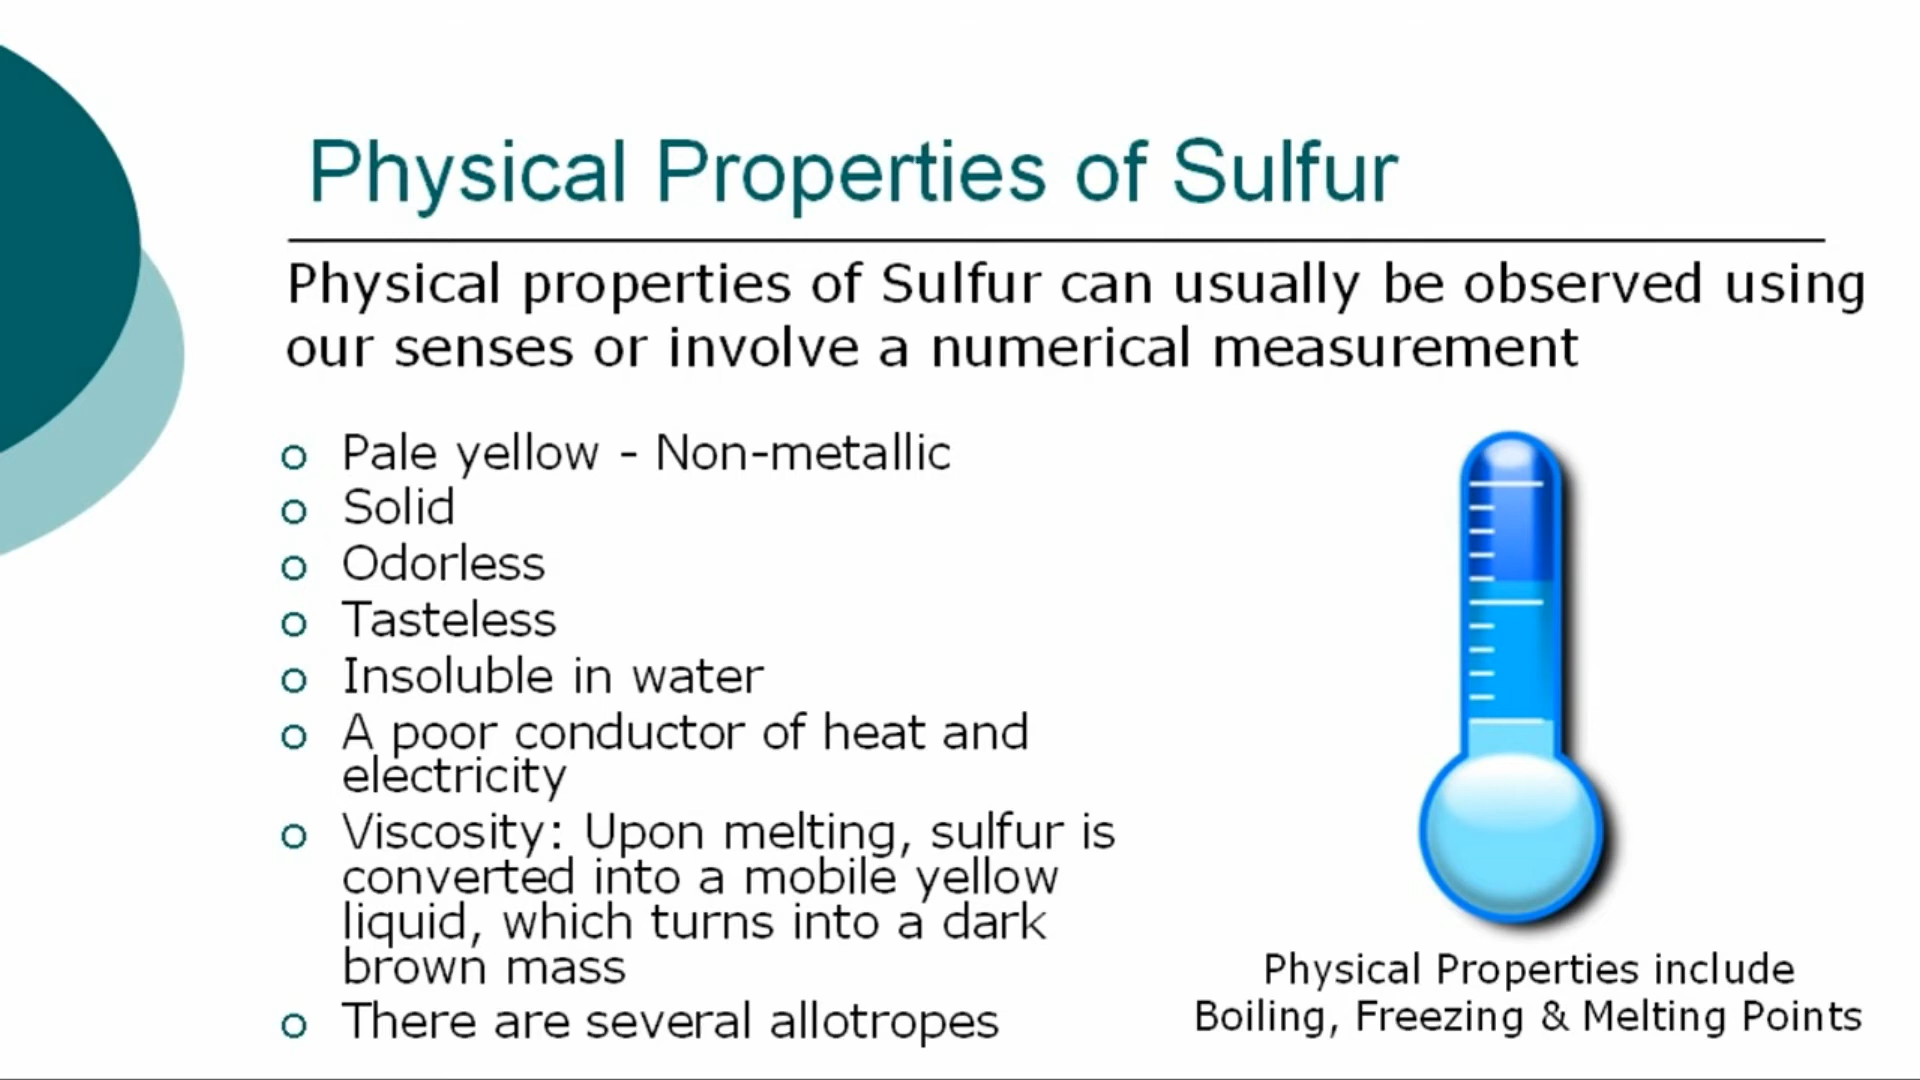 Physical Properties of Sulfur
Physical properties of Sulfur can usually be observed using
our senses or involve a numerical measurement
o Pale yellow - Non-metallic
o Solid
o Odorless
o Tasteless
o Insoluble in water
o A poor conductor of heat and
electricity
o Viscosity: Upon melting, sulfur is
converted into a mobile yellow
liquid, which turns into a dark
brown mass
o There are several allotropes
Physical Properties include
Boiling, Freezing & Melting Points